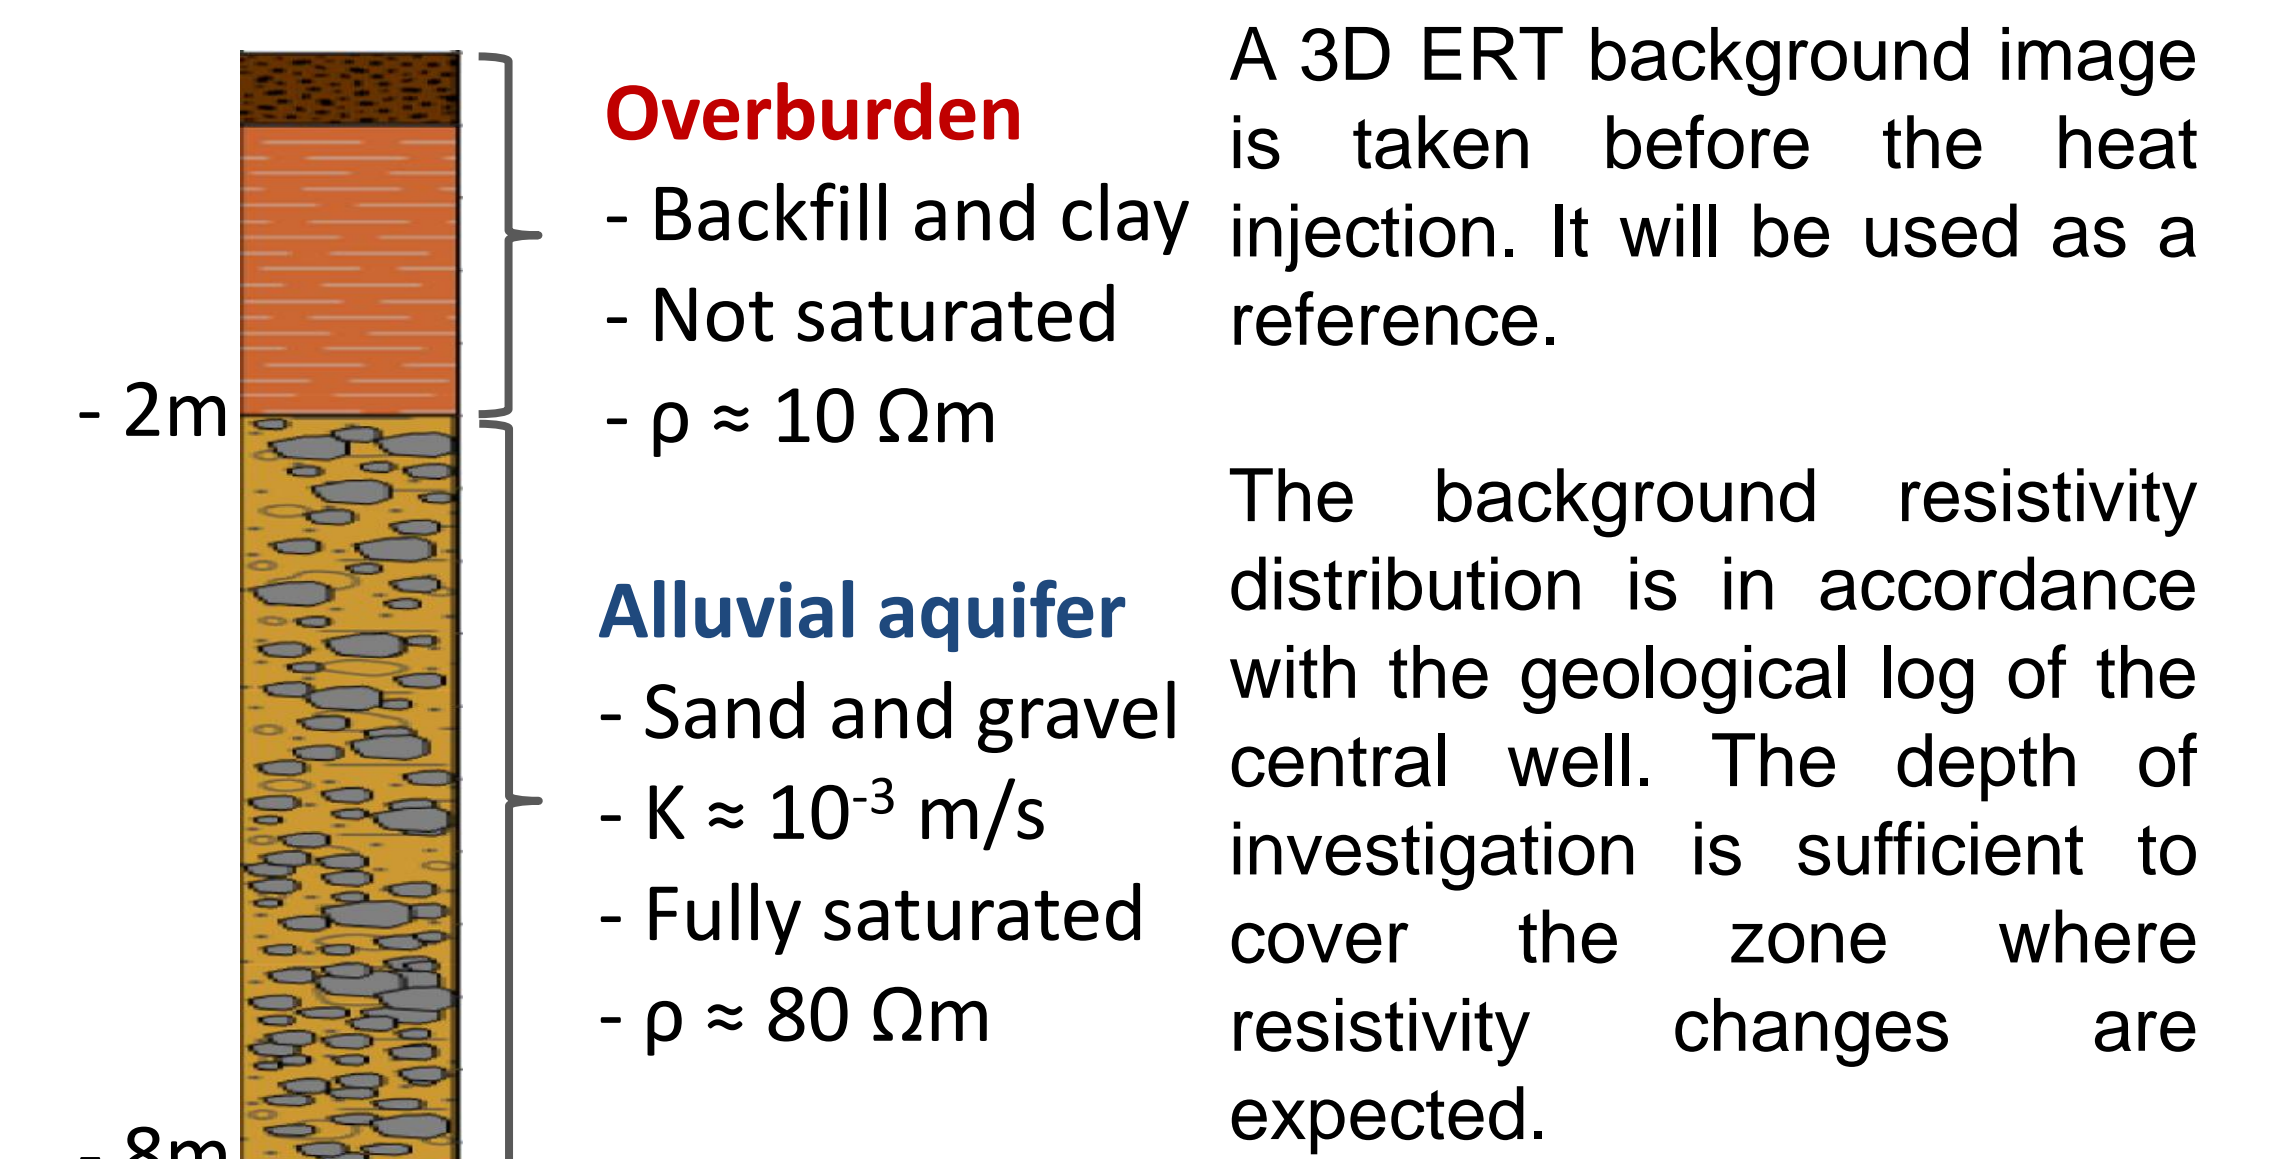 Overburden
- Backfill and clay
- Not saturated
- ρ ≈ 10 Ωm
- 2m
Alluvial aquifer
- Sand and gravel
- K ≈ 10⁻³ m/s
- Fully saturated
- ρ ≈ 80 Ωm
- 8m
A 3D ERT background image
is taken before the heat
injection. It will be used as a
reference.
The background resistivity
distribution is in accordance
with the geological log of the
central well. The depth of
investigation is sufficient to
cover the zone where
resistivity changes are
expected.